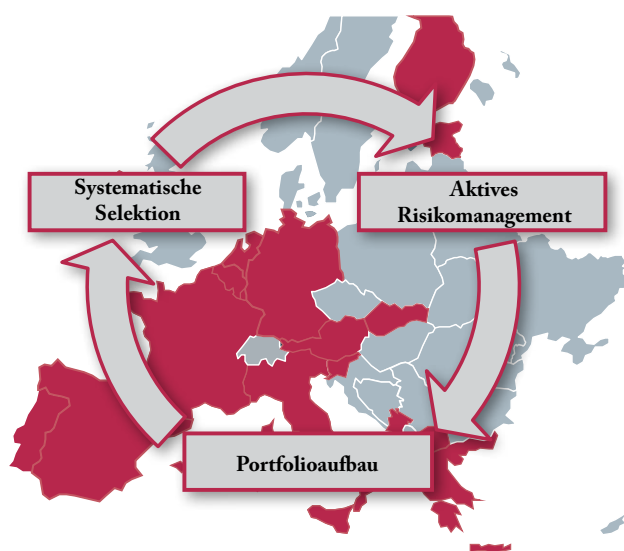 Systematische
Selektion
Aktives
Risikomanagement
Portfolioaufbau